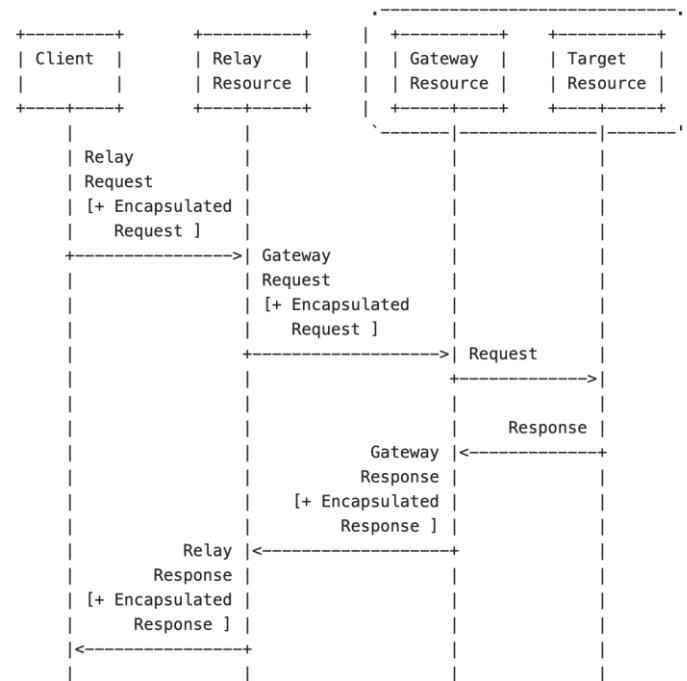 Client Relay Gateway Target
Resource Resource Resource
Relay
Request
[+ Encapsulated
Request ]
Gateway
Request
[+ Encapsulated
Request ]
Request
Response
Gateway
Response
[+ Encapsulated
Response ]
Relay
Response
[+ Encapsulated
Response ]